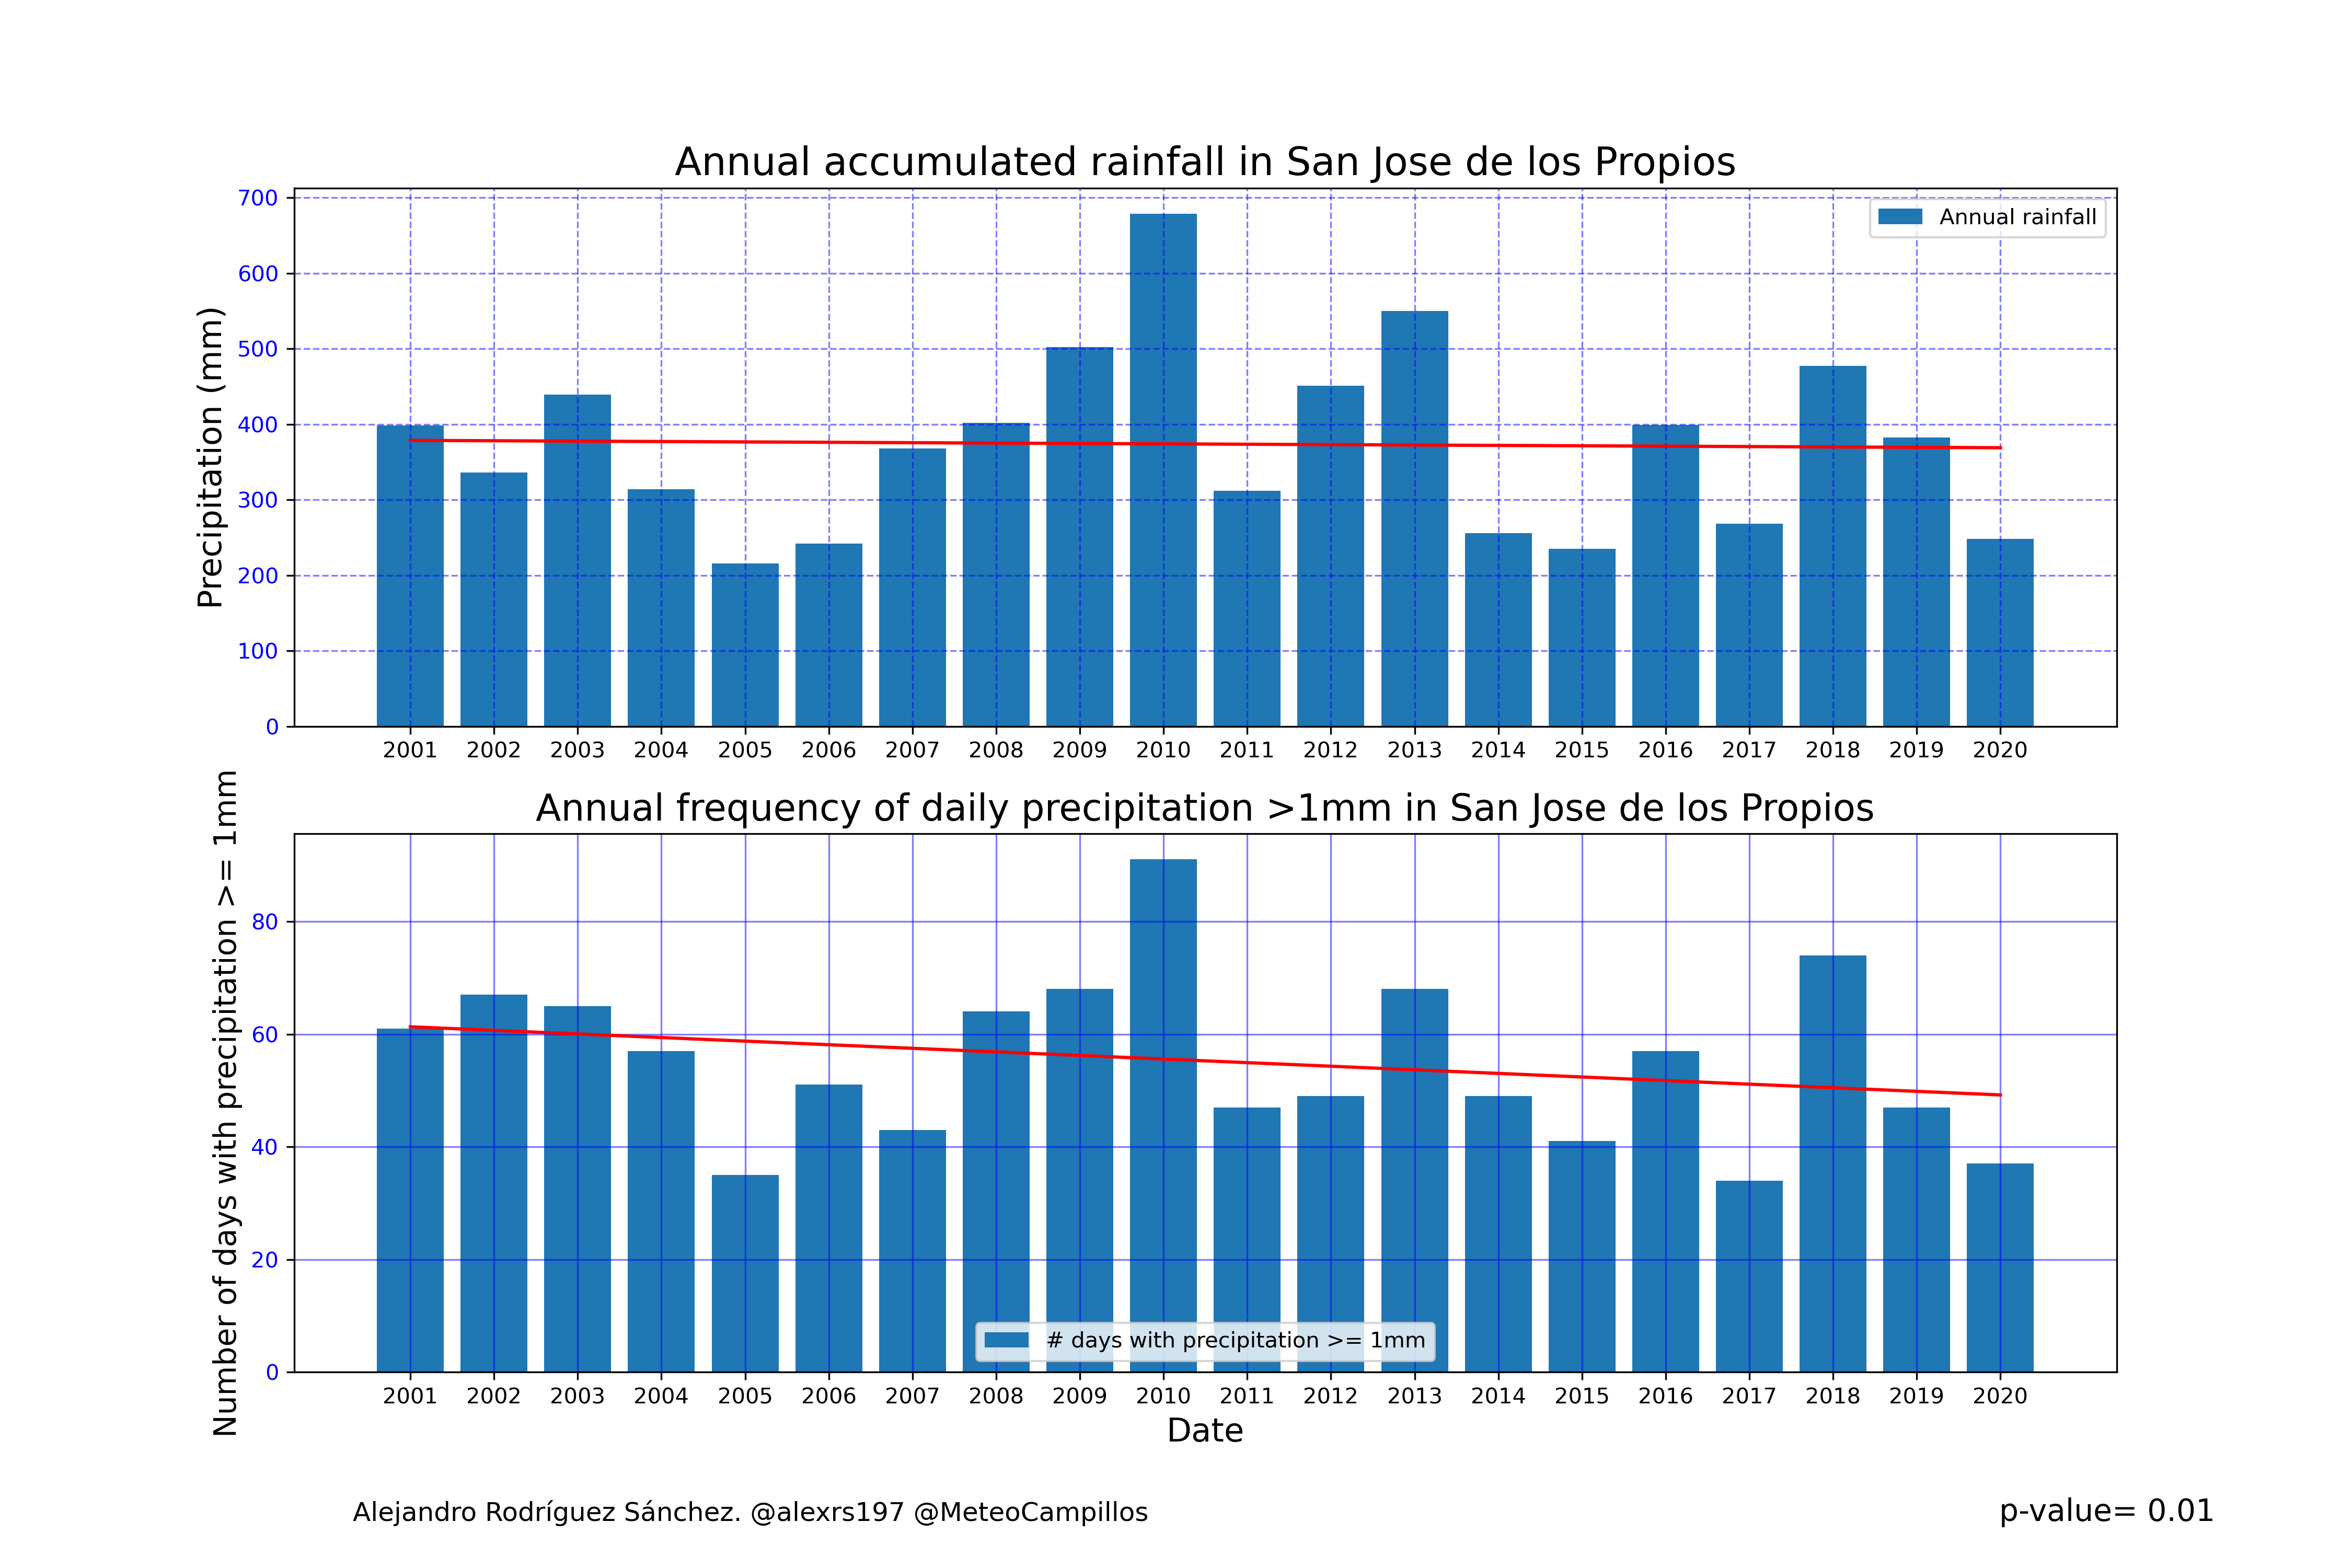 Annual accumulated rainfall in San Jose de los Propios
Precipitation (mm)
700
600
500
400
300
200
100
0
Annual rainfall
2001 2002 2003 2004 2005 2006 2007 2008 2009 2010 2011 2012 2013 2014 2015 2016 2017 2018 2019 2020
Annual frequency of daily precipitation >1mm in San Jose de los Propios
Number of days with precipitation >= 1mm
80
60
40
20
0
# days with precipitation >= 1mm
2001 2002 2003 2004 2005 2006 2007 2008 2009 2010 2011 2012 2013 2014 2015 2016 2017 2018 2019 2020
Date
Alejandro Rodríguez Sánchez. @alexrs197 @MeteoCampillos
p-value= 0.01